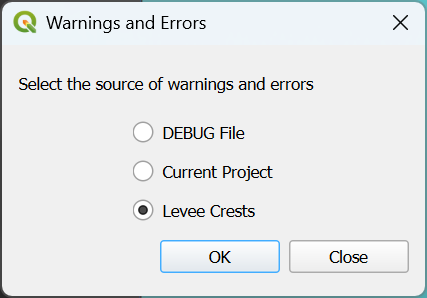 Warnings and Errors
Select the source of warnings and errors
DEBUG File
Current Project
Levee Crests
OK Close